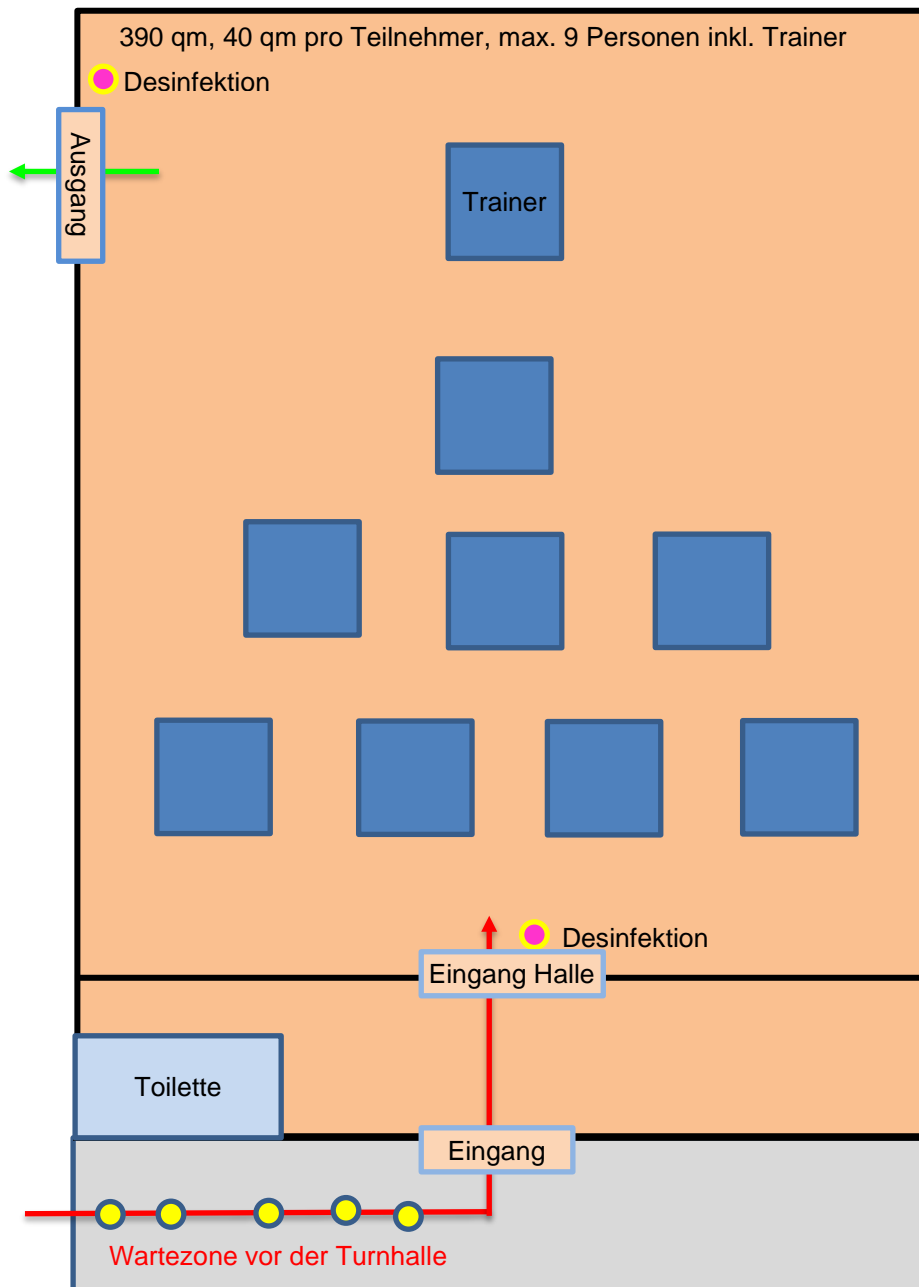 390 qm, 40 qm pro Teilnehmer, max. 9 Personen inkl. Trainer
Desinfektion
Ausgang
Trainer
Desinfektion
Eingang Halle
Toilette
Eingang
Wartezone vor der Turnhalle